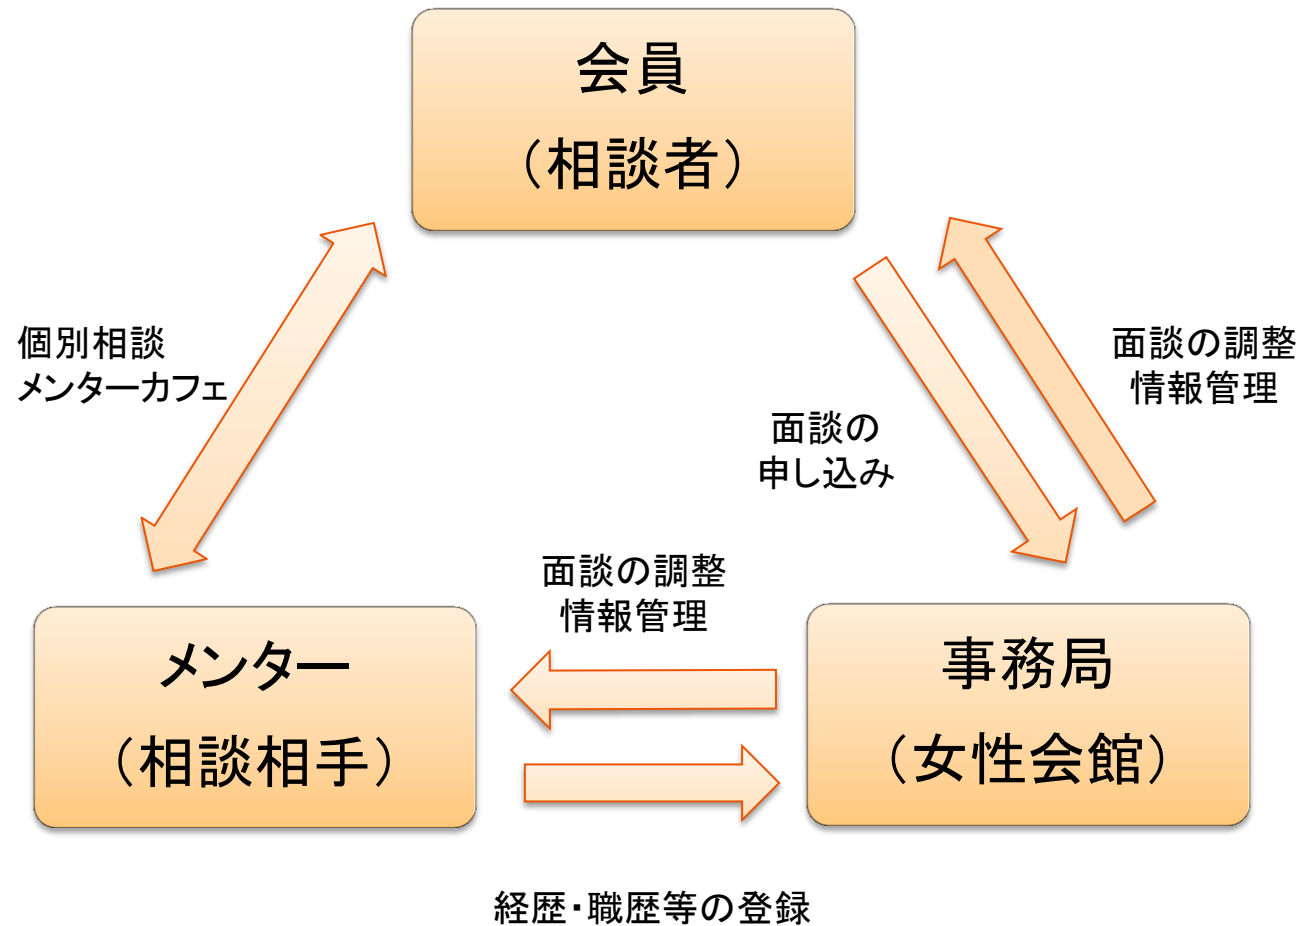 会員
（相談者）
個別相談
メンターカフェ
面談の調整
情報管理
面談の
申し込み
面談の調整
情報管理
メンター
（相談相手）
事務局
（女性会館）
経歴・職歴等の登録